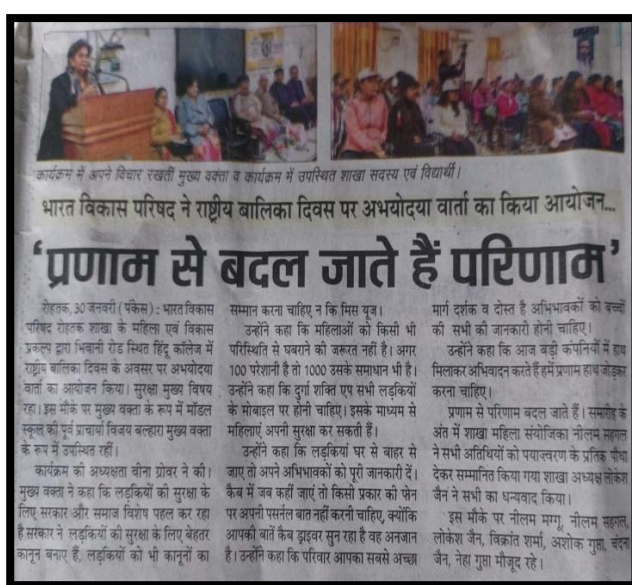 कार्यक्रम में अपने विचार रखतीं मुख्य वक्ता व कार्यक्रम में उपस्थित शाखा सदस्य एवं विद्यार्थी।
भारत विकास परिषद ने राष्ट्रीय बालिका दिवस पर अभयोदया वार्ता का किया आयोजन...
‘प्रणाम से बदल जाते हैं परिणाम’
रोहतक, 30 जनवरी (पंकेस) : भारत विकास
परिषद रोहतक शाखा के महिला एवं विकास
प्रकल्प द्वारा भिवानी रोड स्थित हिंदू कॉलेज में
राष्ट्रीय बालिका दिवस के अवसर पर अभयोदया
वार्ता का आयोजन किया। सुरक्षा मुख्य विषय
रहा। इस मौके पर मुख्य वक्ता के रूप में मॉडल
स्कूल की पूर्व प्राचार्या विजय बल्हारा मुख्य वक्ता
के रूप में उपस्थित रहीं।
कार्यक्रम की अध्यक्षता वीना ग्रोवर ने की।
मुख्य वक्ता ने कहा कि लड़कियों की सुरक्षा के
लिए सरकार और समाज विशेष पहल कर रहा
है सरकार ने लड़कियों की सुरक्षा के लिए बेहतर
कानून बनाए हैं, लड़कियों को भी कानूनों का
सम्मान करना चाहिए न कि मिस यूज।
उन्होंने कहा कि महिलाओं को किसी भी
परिस्थिति से घबराने की जरूरत नहीं है। अगर
100 परेशानी है तो 1000 उसके समाधान भी है।
उन्होंने कहा कि दुर्गा शक्ति एप सभी लड़कियों
के मोबाइल पर होनी चाहिए। इसके माध्यम से
महिलाएं अपनी सुरक्षा कर सकती हैं।
उन्होंने कहा कि लड़कियां घर से बाहर से
जाए तो अपने अभिभावकों को पूरी जानकारी दें।
कैब में जब कहीं जाएं तो किसी प्रकार को फेन
पर अपनी पसर्नल बात नहीं करनी चाहिए, क्योंकि
आपकी बातें कैब ड्राइवर सुन रहा है वह अनजान
है। उन्होंने कहा कि परिवार आपका सबसे अच्छा
मार्ग दर्शक व दोस्त है अभिभावकों को बच्चों
की सभी की जानकारी होनी चाहिए।
उन्होंने कहा कि आज बड़ी कंपनियों में हाथ
मिलाकर अभिवादन करते हैं हमें प्रणाम हाथ जोड़कर
करना चाहिए।
प्रणाम से परिणाम बदल जाते हैं। समारोह के
अंत में शाखा महिला संयोजिका नीलम सहगल
ने सभी अतिथियों को पयाज्वरण के प्रतिक पौधा
देकर सम्मानित किया गया शाखा अध्यक्ष लोकेश
जैन ने सभी का धन्यवाद किया।
इस मौके पर नीलम मग्गू, नीलम सहगल,
लोकेश जैन, विक्रांत शर्मा, अशोक गुप्ता, चंदना
जैन, नेहा गुप्ता मौजूद रहे।